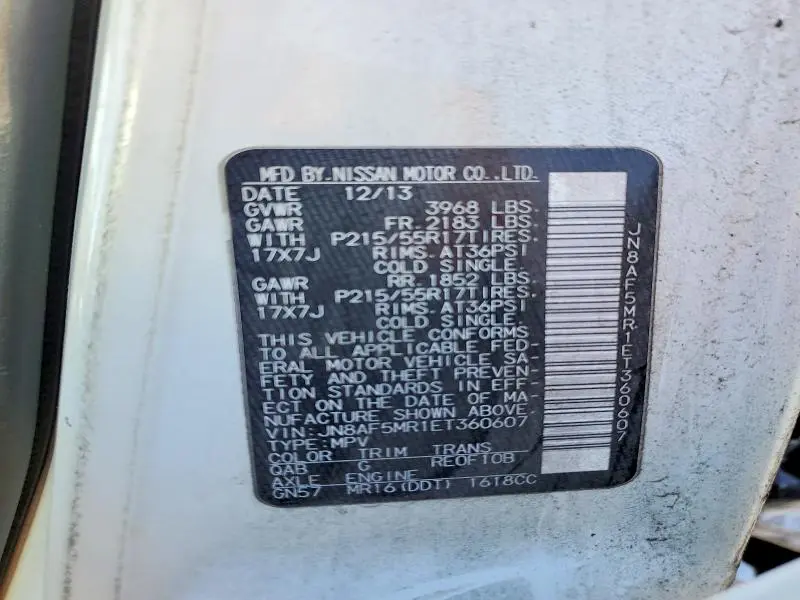 MFD BY NISSAN MOTOR CO.,LTD.
DATE 12/13
GVWR 3968 LBS.
GAWR FR. 2183 LBS.
WITH P215/55R17TIRES.
17X7J RIMS.AT36PSI
COLD SINGLE.
GAWR RR. 1852 LBS.
WITH P215/55R17TIRES.
17X7J RIMS.AT36PSI
COLD SINGLE.
THIS VEHICLE CONFORMS
TO ALL APPLICABLE FED-
ERAL MOTOR VEHICLE SA-
FETY AND THEFT PREVEN-
TION STANDARDS IN EFF-
ECT ON THE DATE OF MA-
NUFACTURE SHOWN ABOVE.
VIN:JN8AF5MR1ET360607
TYPE:MPV
COLOR TRIM TRANS
QAB G RE0F10B
AXLE ENGINE
GN57 MR16(DDT) 1618CC
JN8AF5MR1ET360607